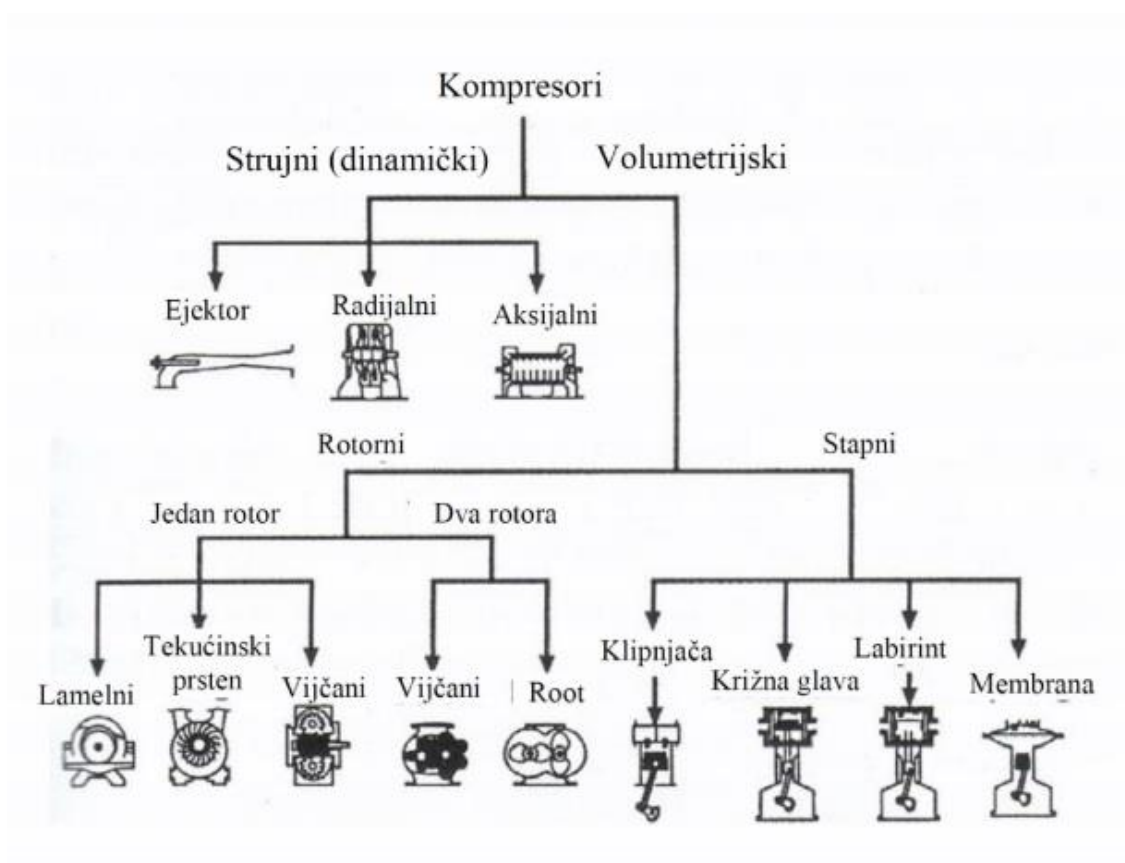 Kompresori
Strujni (dinamički)
Volumetrijski
Ejektor
Radijalni
Aksijalni
Rotorni
Stapni
Jedan rotor
Dva rotora
Lamelni
Tekućinski
prsten
Vijčani
Vijčani
Root
Klipnjača
Križna glava
Labirint
Membrana